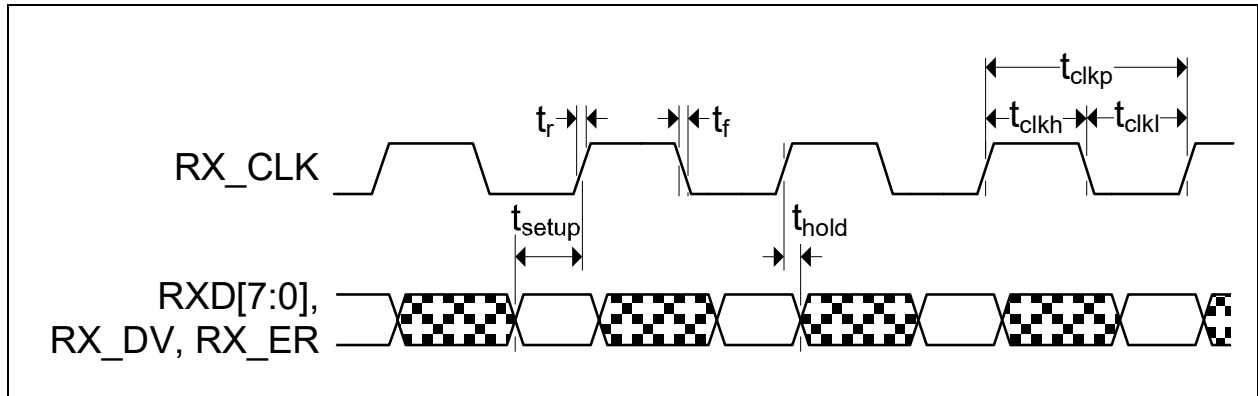 t_clkp
t_r t_f t_clkh t_clkl
RX_CLK
t_setup t_hold
RXD[7:0],
RX_DV, RX_ER